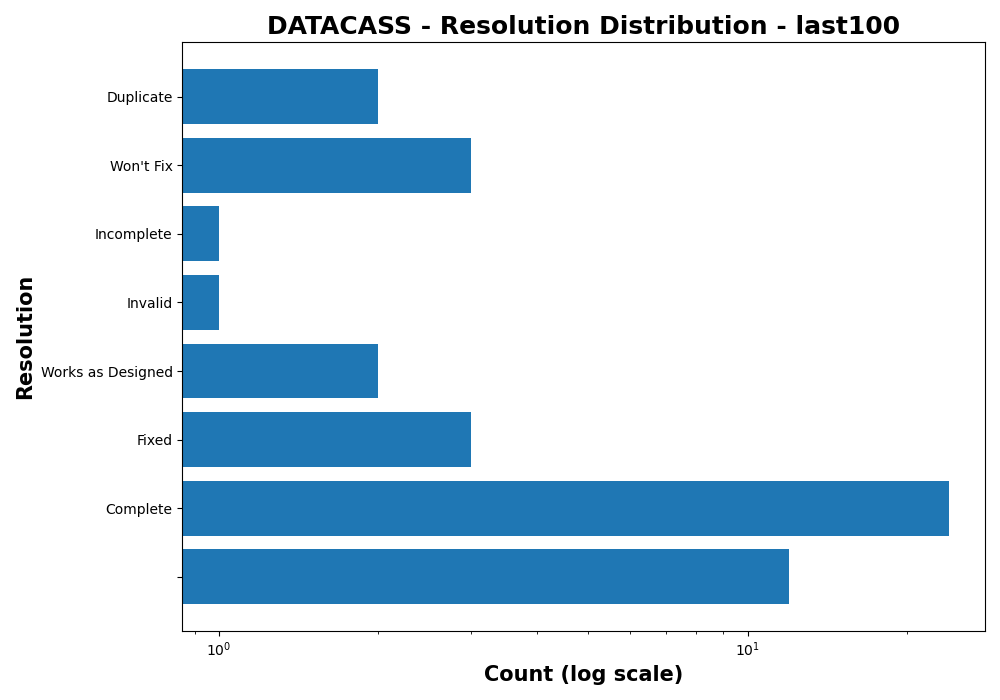 DATACASS - Resolution Distribution - last100
Duplicate
Won't Fix
Incomplete
Invalid
Works as Designed
Fixed
Complete
Resolution
10⁰
10¹
Count (log scale)